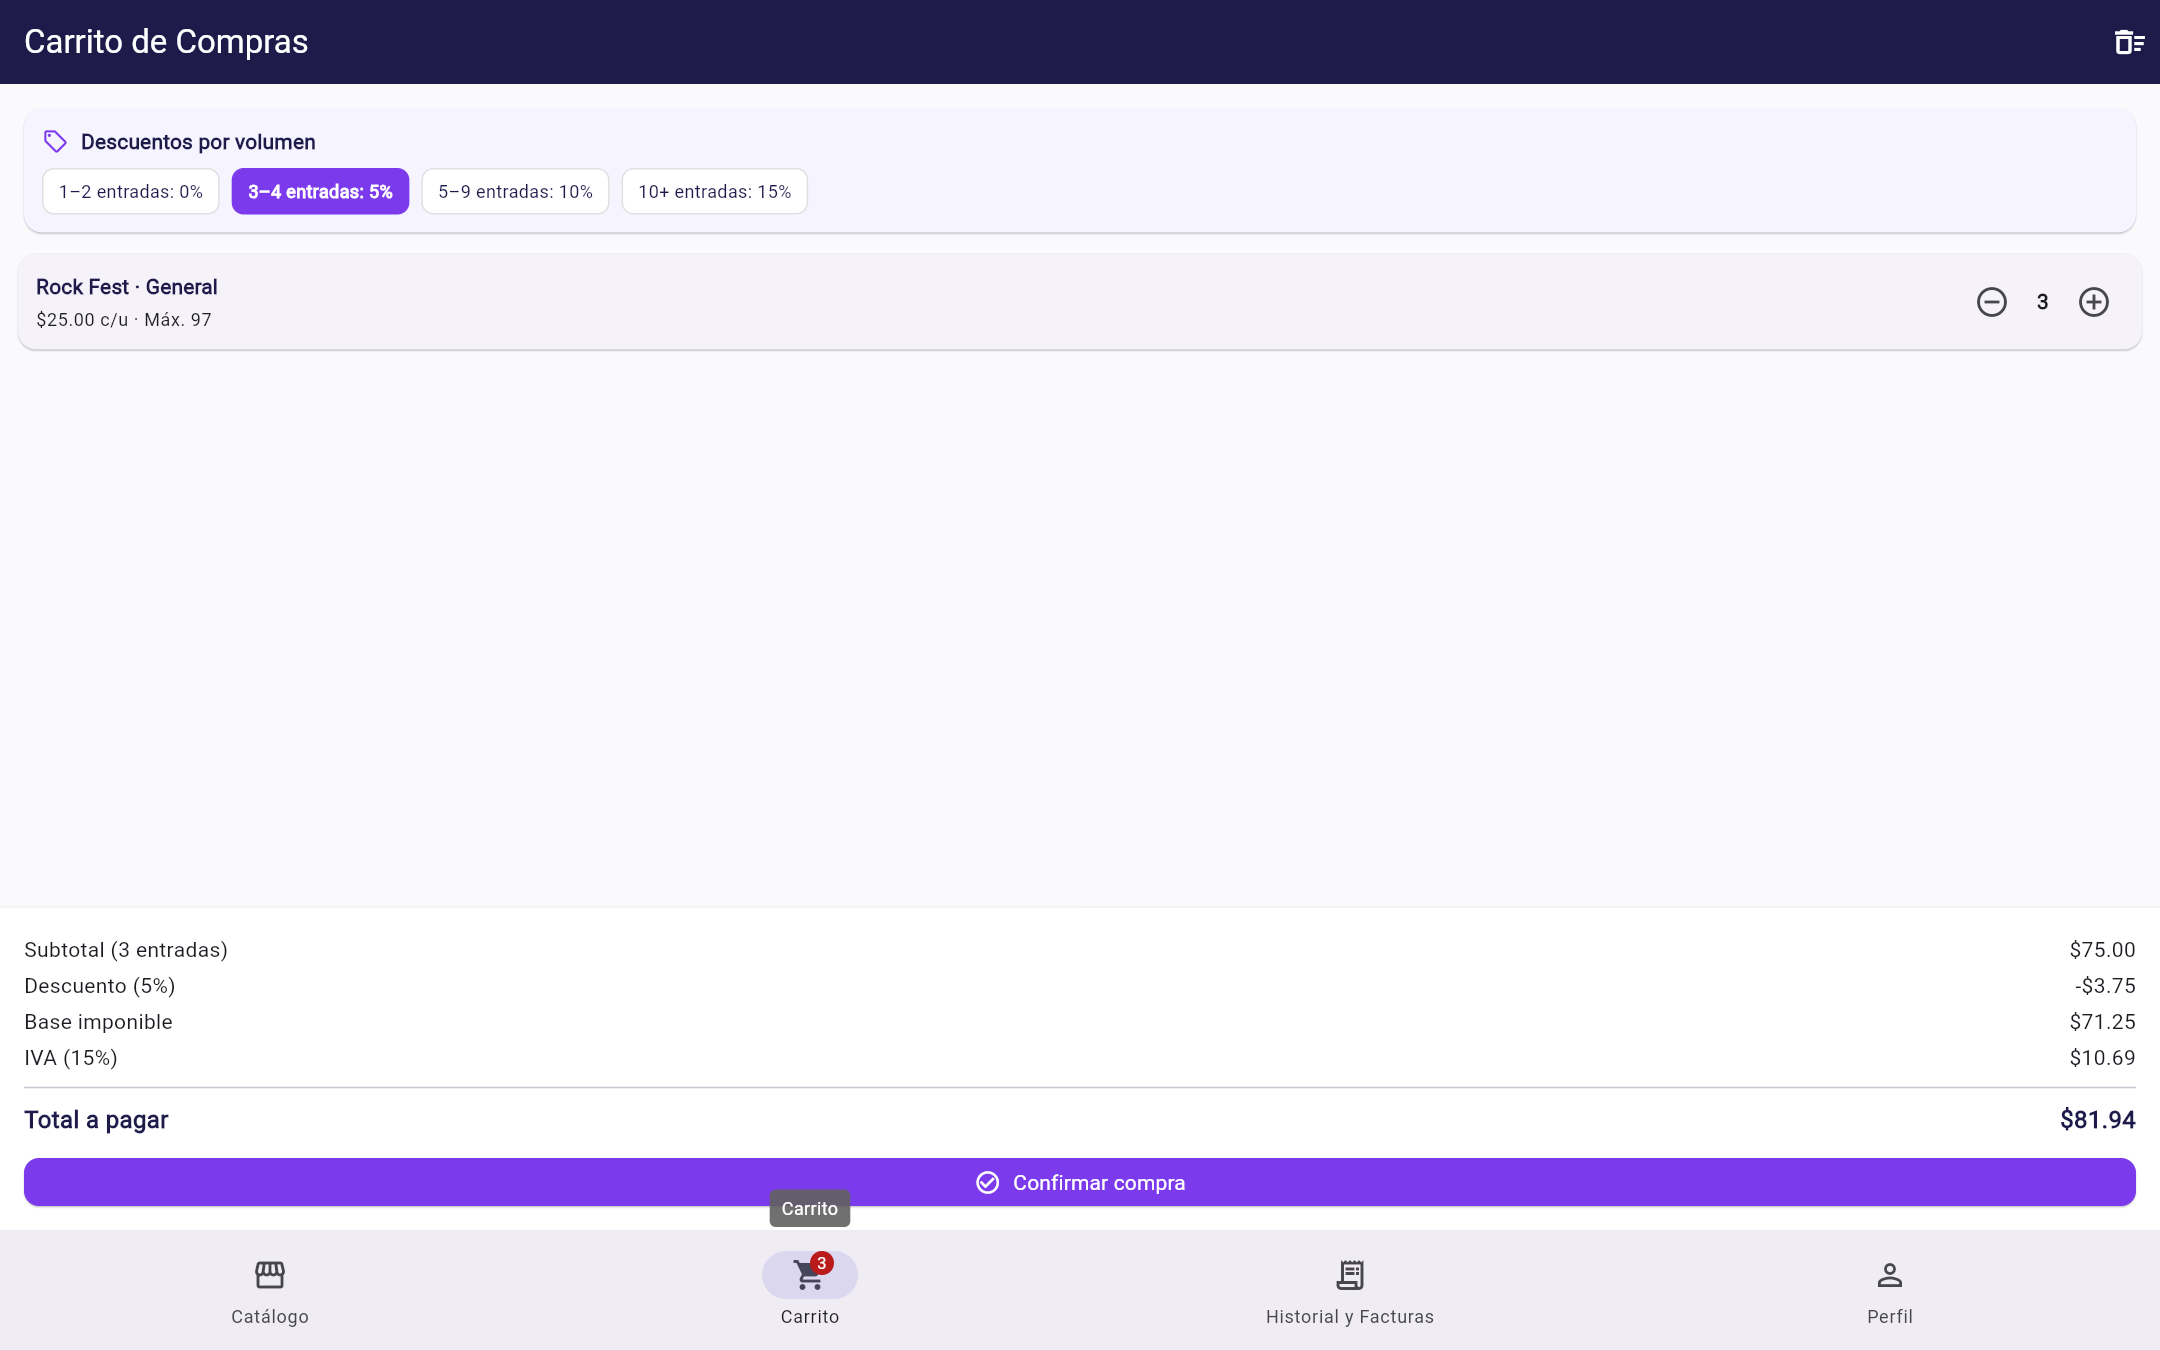 Carrito de Compras
Descuentos por volumen
1–2 entradas: 0% 3–4 entradas: 5% 5–9 entradas: 10% 10+ entradas: 15%
Rock Fest · General
$25.00 c/u · Máx. 97
3
Subtotal (3 entradas) $75.00
Descuento (5%) -$3.75
Base imponible $71.25
IVA (15%) $10.69
Total a pagar $81.94
Confirmar compra
Carrito
3
Catálogo Carrito Historial y Facturas Perfil